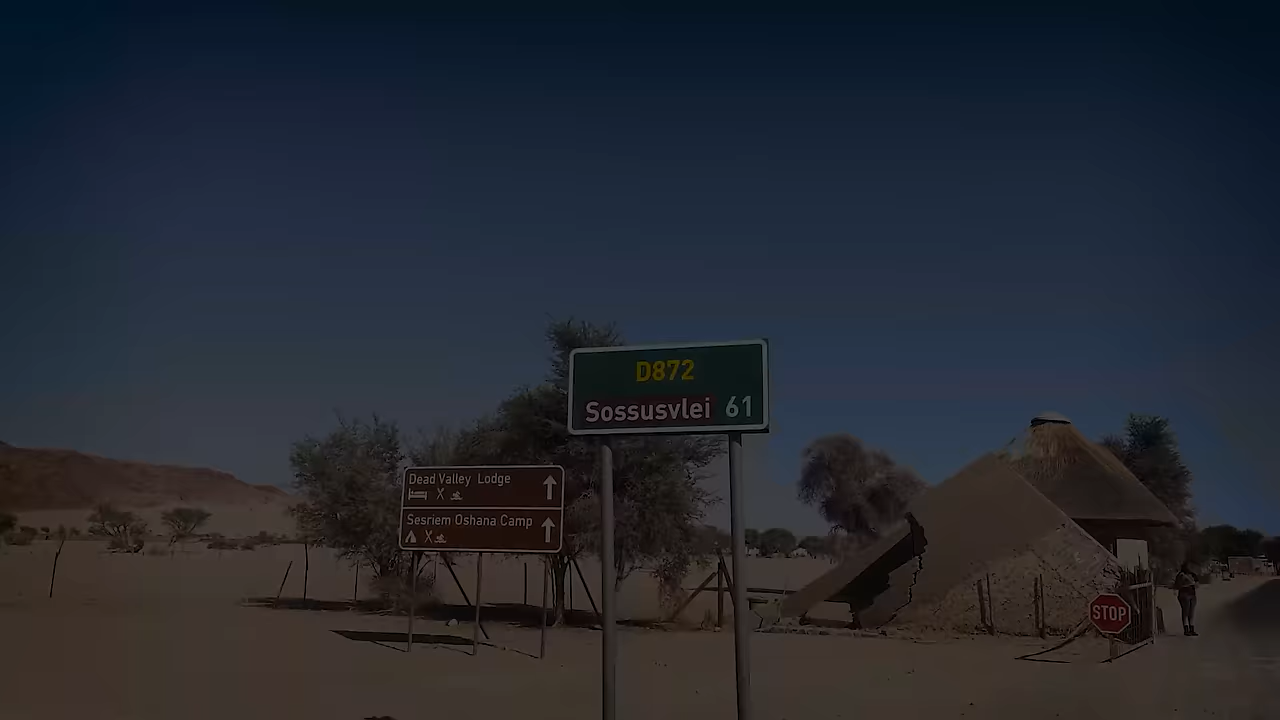 D872
Sossusvlei 61
Dead Valley Lodge
Sesriem Oshana Camp
STOP